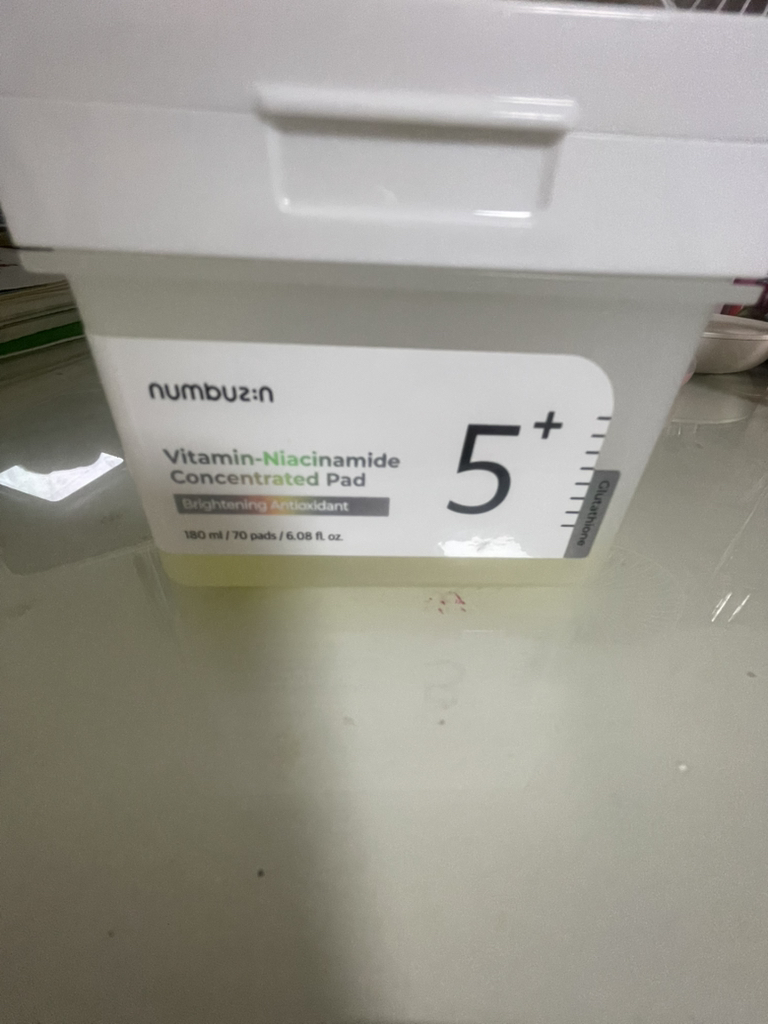 numbuz:n
Vitamin-Niacinamide
Concentrated Pad
Brightening Antioxidant
180 ml / 70 pads / 6.08 fl. oz.
5+
Glutathione